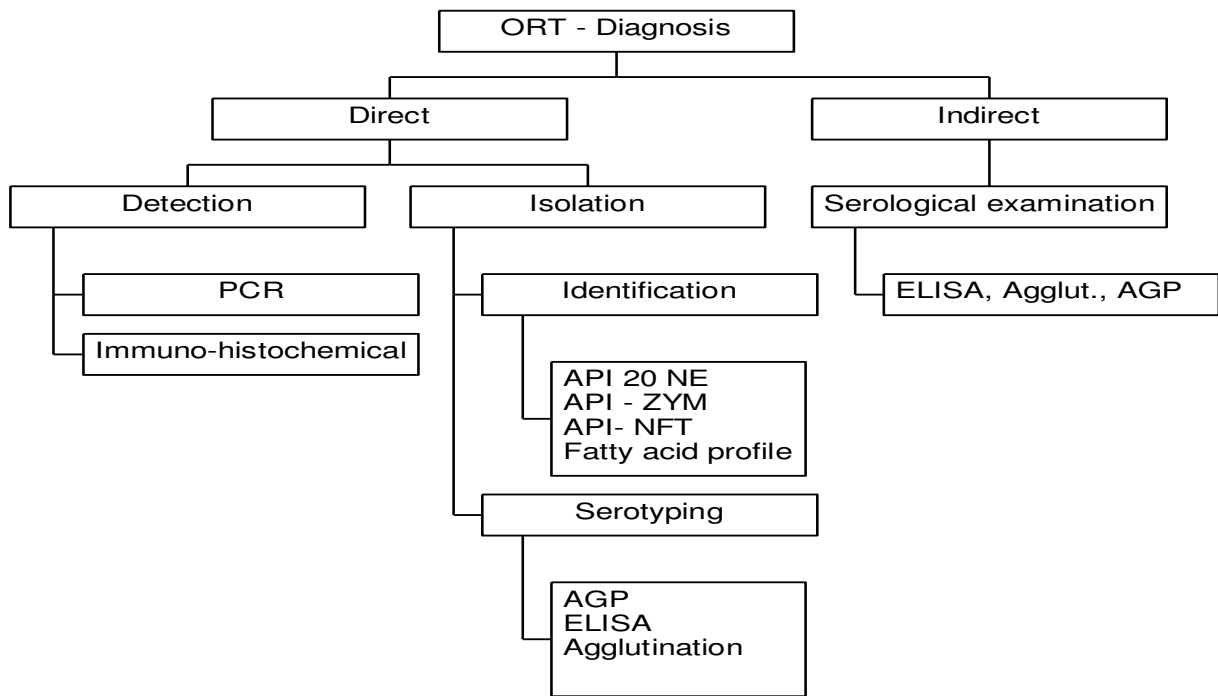 ORT - Diagnosis
Direct
Indirect
Detection
Isolation
Serological examination
PCR
Identification
ELISA, Agglut., AGP
Immuno-histochemical
API 20 NE
API - ZYM
API- NFT
Fatty acid profile
Serotyping
AGP
ELISA
Agglutination